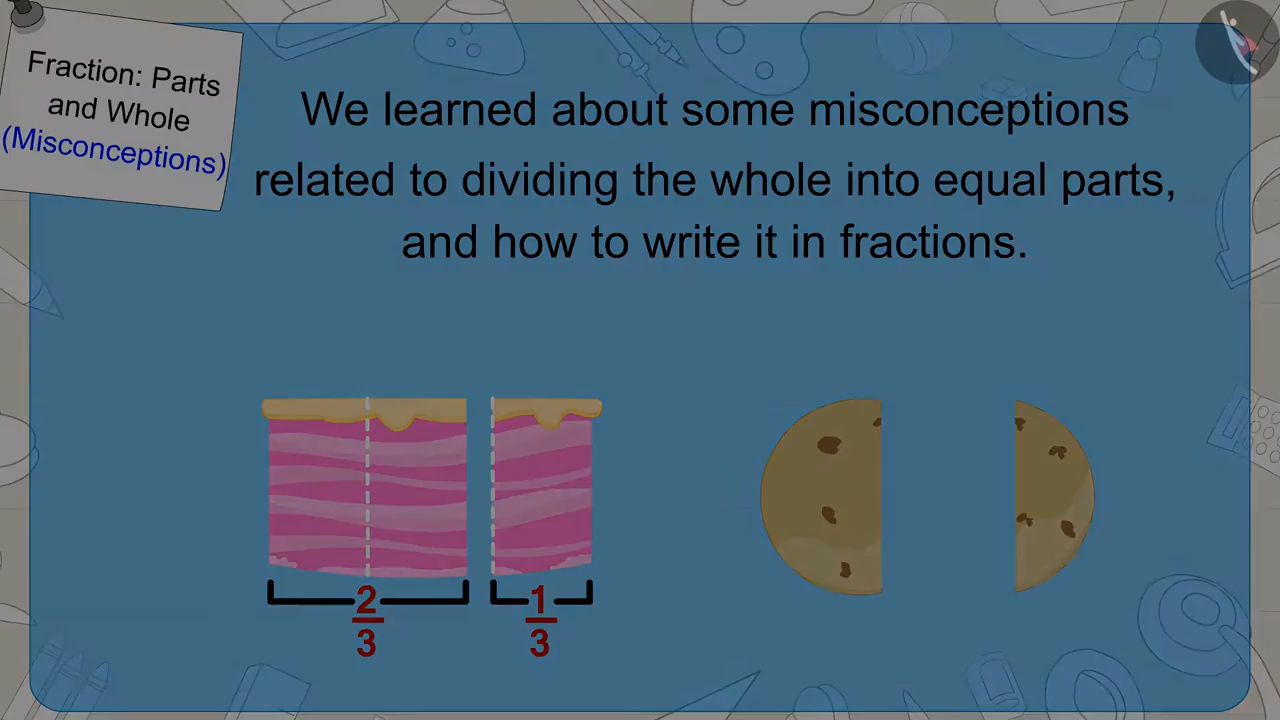 Fraction: Parts
and Whole
(Misconceptions)
We learned about some misconceptions
related to dividing the whole into equal parts,
and how to write it in fractions.
2
3
1
3